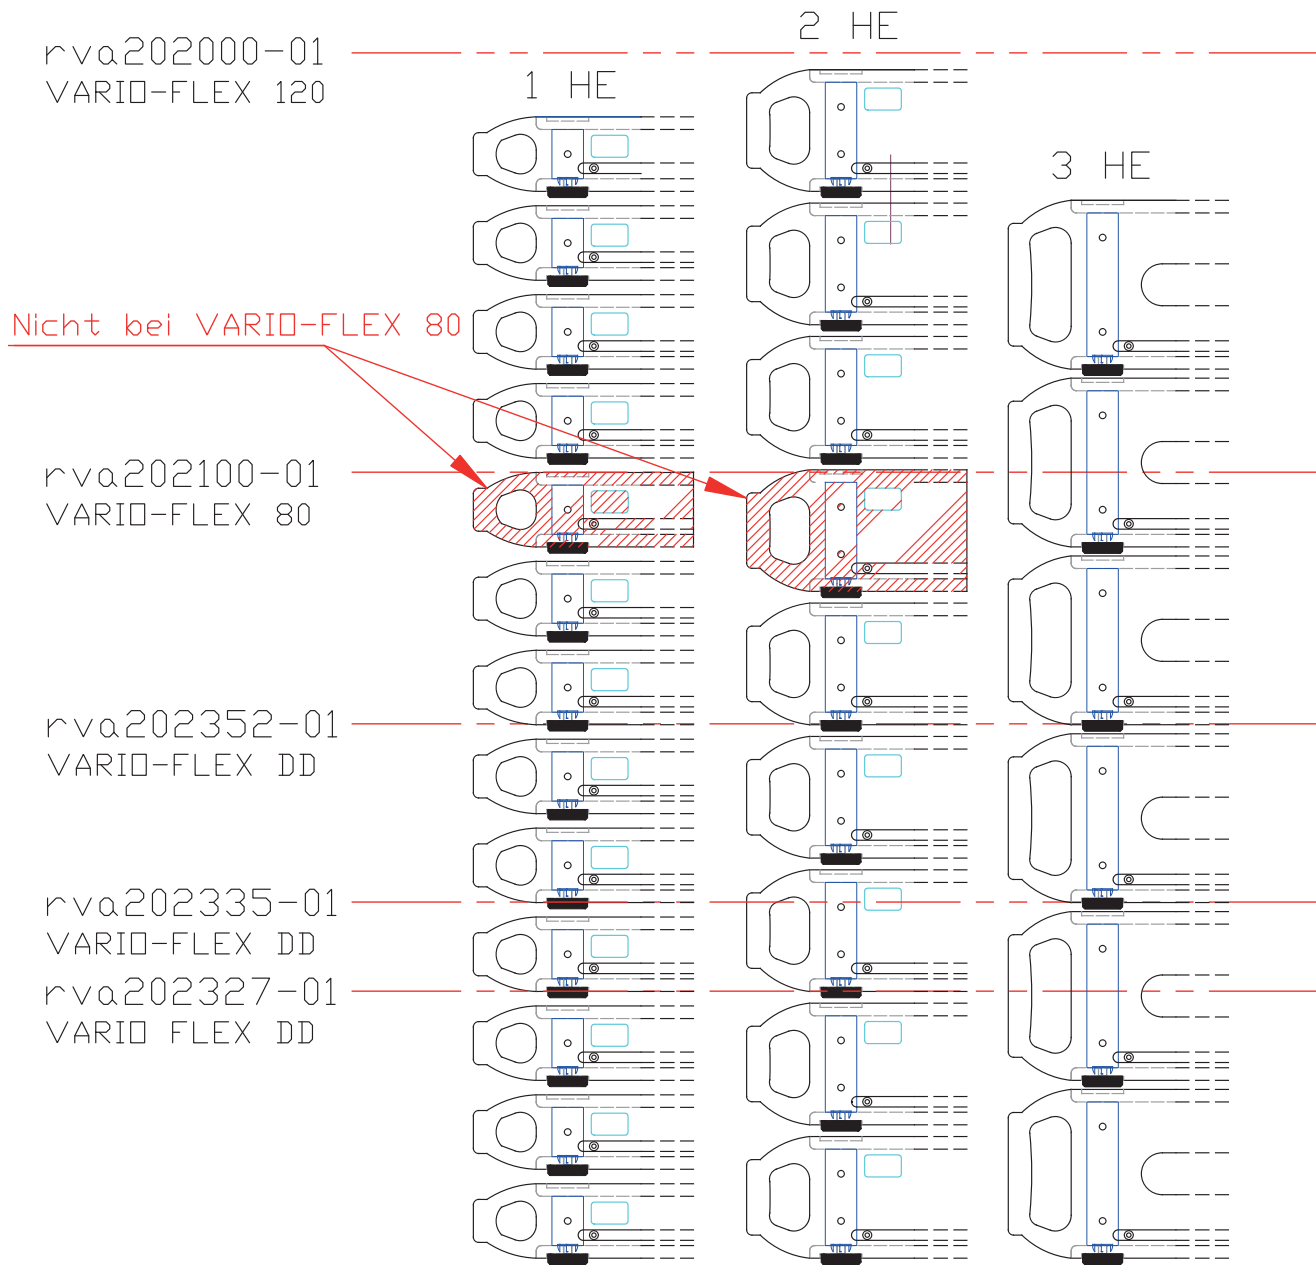 2 HE
rva202000-01
VARIO-FLEX 120
1 HE
3 HE
Nicht bei VARIO-FLEX 80
rva202100-01
VARIO-FLEX 80
rva202352-01
VARIO-FLEX DD
rva202335-01
VARIO-FLEX DD
rva202327-01
VARIO FLEX DD